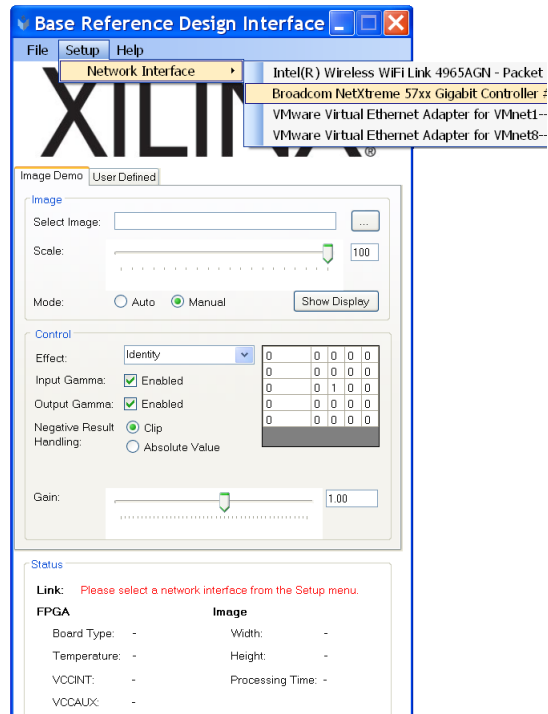 Base Reference Design Interface
File Setup Help
Network Interface
Intel(R) Wireless WiFi Link 4965AGN - Packet
Broadcom NetXtreme 57xx Gigabit Controller #
VMware Virtual Ethernet Adapter for VMnet1--
VMware Virtual Ethernet Adapter for VMnet8--
XILINX®
Image Demo User Defined
Image
Select Image: ...
Scale: 100
Mode: Auto Manual Show Display
Control
Effect: Identity
Input Gamma: Enabled
Output Gamma: Enabled
Negative Result Handling: Clip
Absolute Value
0 0 0 0 0
0 0 0 0 0
0 0 1 0 0
0 0 0 0 0
0 0 0 0 0
Gain: 1.00
Status
Link: Please select a network interface from the Setup menu.
FPGA Image
Board Type: - Width: -
Temperature: - Height: -
VCCINT: - Processing Time: -
VCCAUX: -